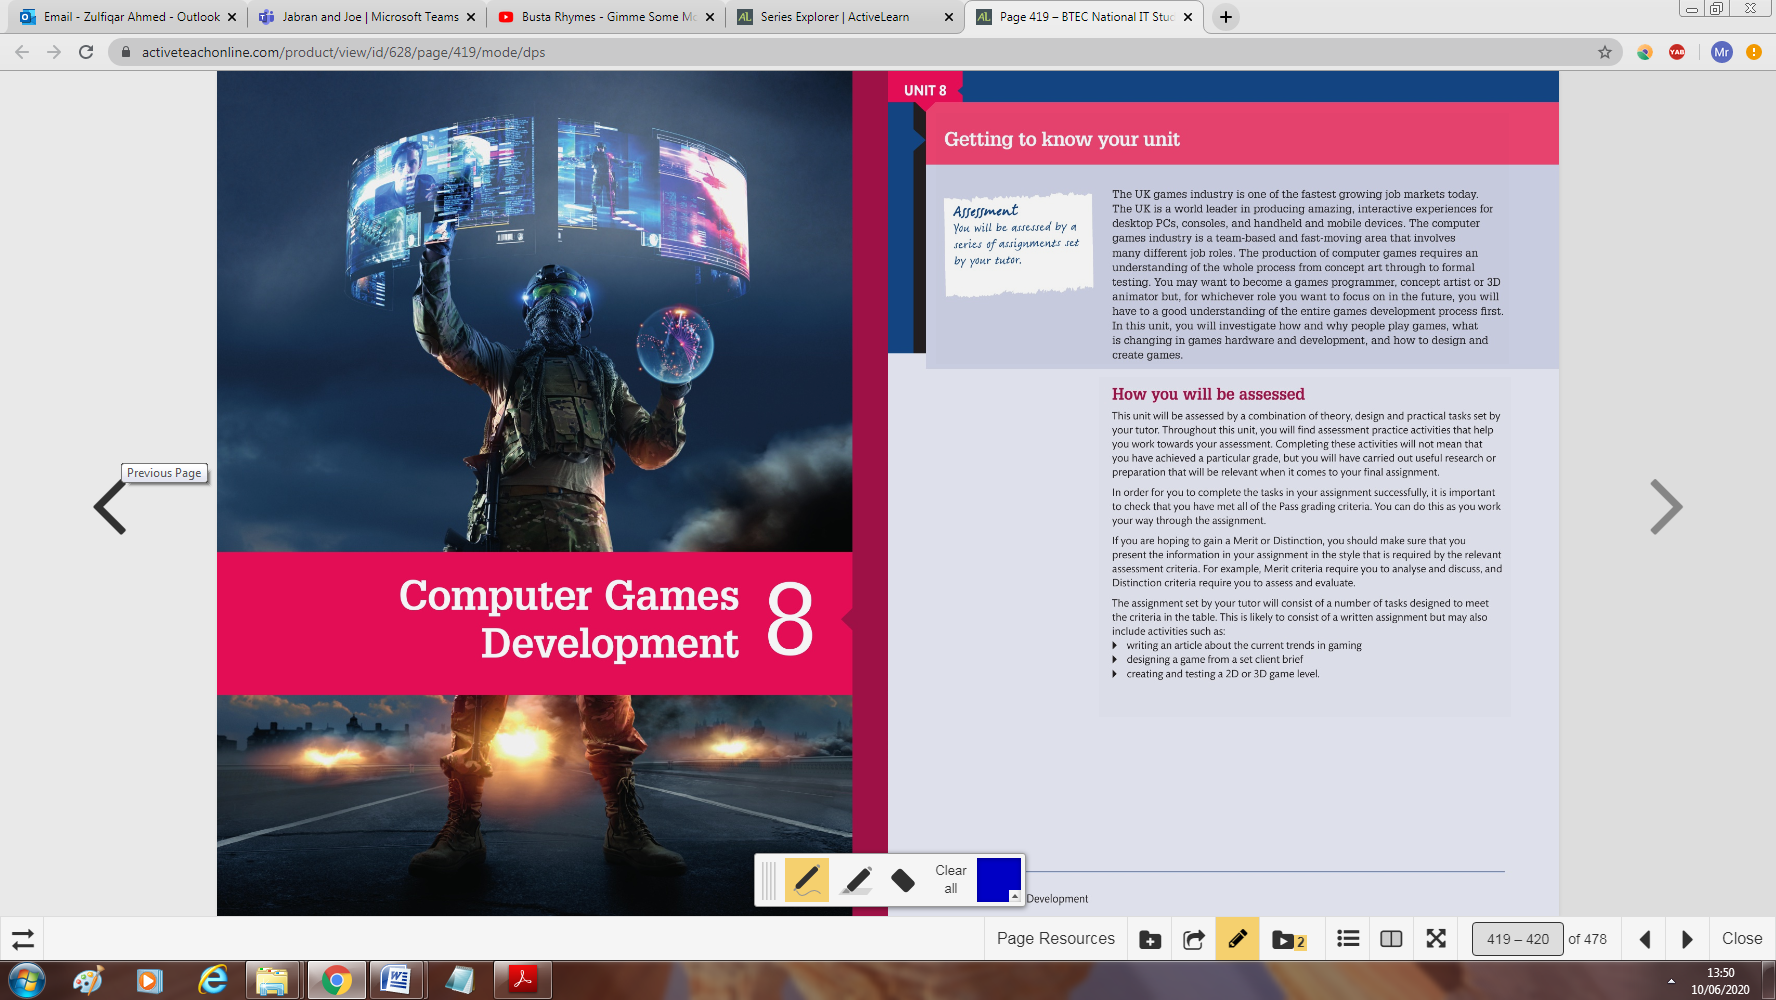 Email - Zulfiqar Ahmed - Outlook
Jabran and Joe | Microsoft Teams
Busta Rhymes - Gimme Some Mo
Series Explorer | ActiveLearn
Page 419 – BTEC National IT Stu
activeteachonline.com/product/view/id/628/page/419/mode/dps
YAB
Mr
Previous Page
Computer Games
Development
8
UNIT 8
Getting to know your unit
Assessment
You will be assessed by a
series of assignments set
by your tutor.
The UK games industry is one of the fastest growing job markets today.
The UK is a world leader in producing amazing, interactive experiences for
desktop PCs, consoles, and handheld and mobile devices. The computer
games industry is a team-based and fast-moving area that involves
many different job roles. The production of computer games requires an
understanding of the whole process from concept art through to formal
testing. You may want to become a games programmer, concept artist or 3D
animator but, for whichever role you want to focus on in the future, you will
have to a good understanding of the entire games development process first.
In this unit, you will investigate how and why people play games, what
is changing in games hardware and development, and how to design and
create games.
How you will be assessed
This unit will be assessed by a combination of theory, design and practical tasks set by
your tutor. Throughout this unit, you will find assessment practice activities that help
you work towards your assessment. Completing these activities will not mean that
you have achieved a particular grade, but you will have carried out useful research or
preparation that will be relevant when it comes to your final assignment.
In order for you to complete the tasks in your assignment successfully, it is important
to check that you have met all of the Pass grading criteria. You can do this as you work
your way through the assignment.
If you are hoping to gain a Merit or Distinction, you should make sure that you
present the information in your assignment in the style that is required by the relevant
assessment criteria. For example, Merit criteria require you to analyse and discuss, and
Distinction criteria require you to assess and evaluate.
The assignment set by your tutor will consist of a number of tasks designed to meet
the criteria in the table. This is likely to consist of a written assignment but may also
include activities such as:
writing an article about the current trends in gaming
designing a game from a set client brief
creating and testing a 2D or 3D game level.
Clear
all
Development
Page Resources
2
419 – 420
of 478
Close
13:50
10/06/2020